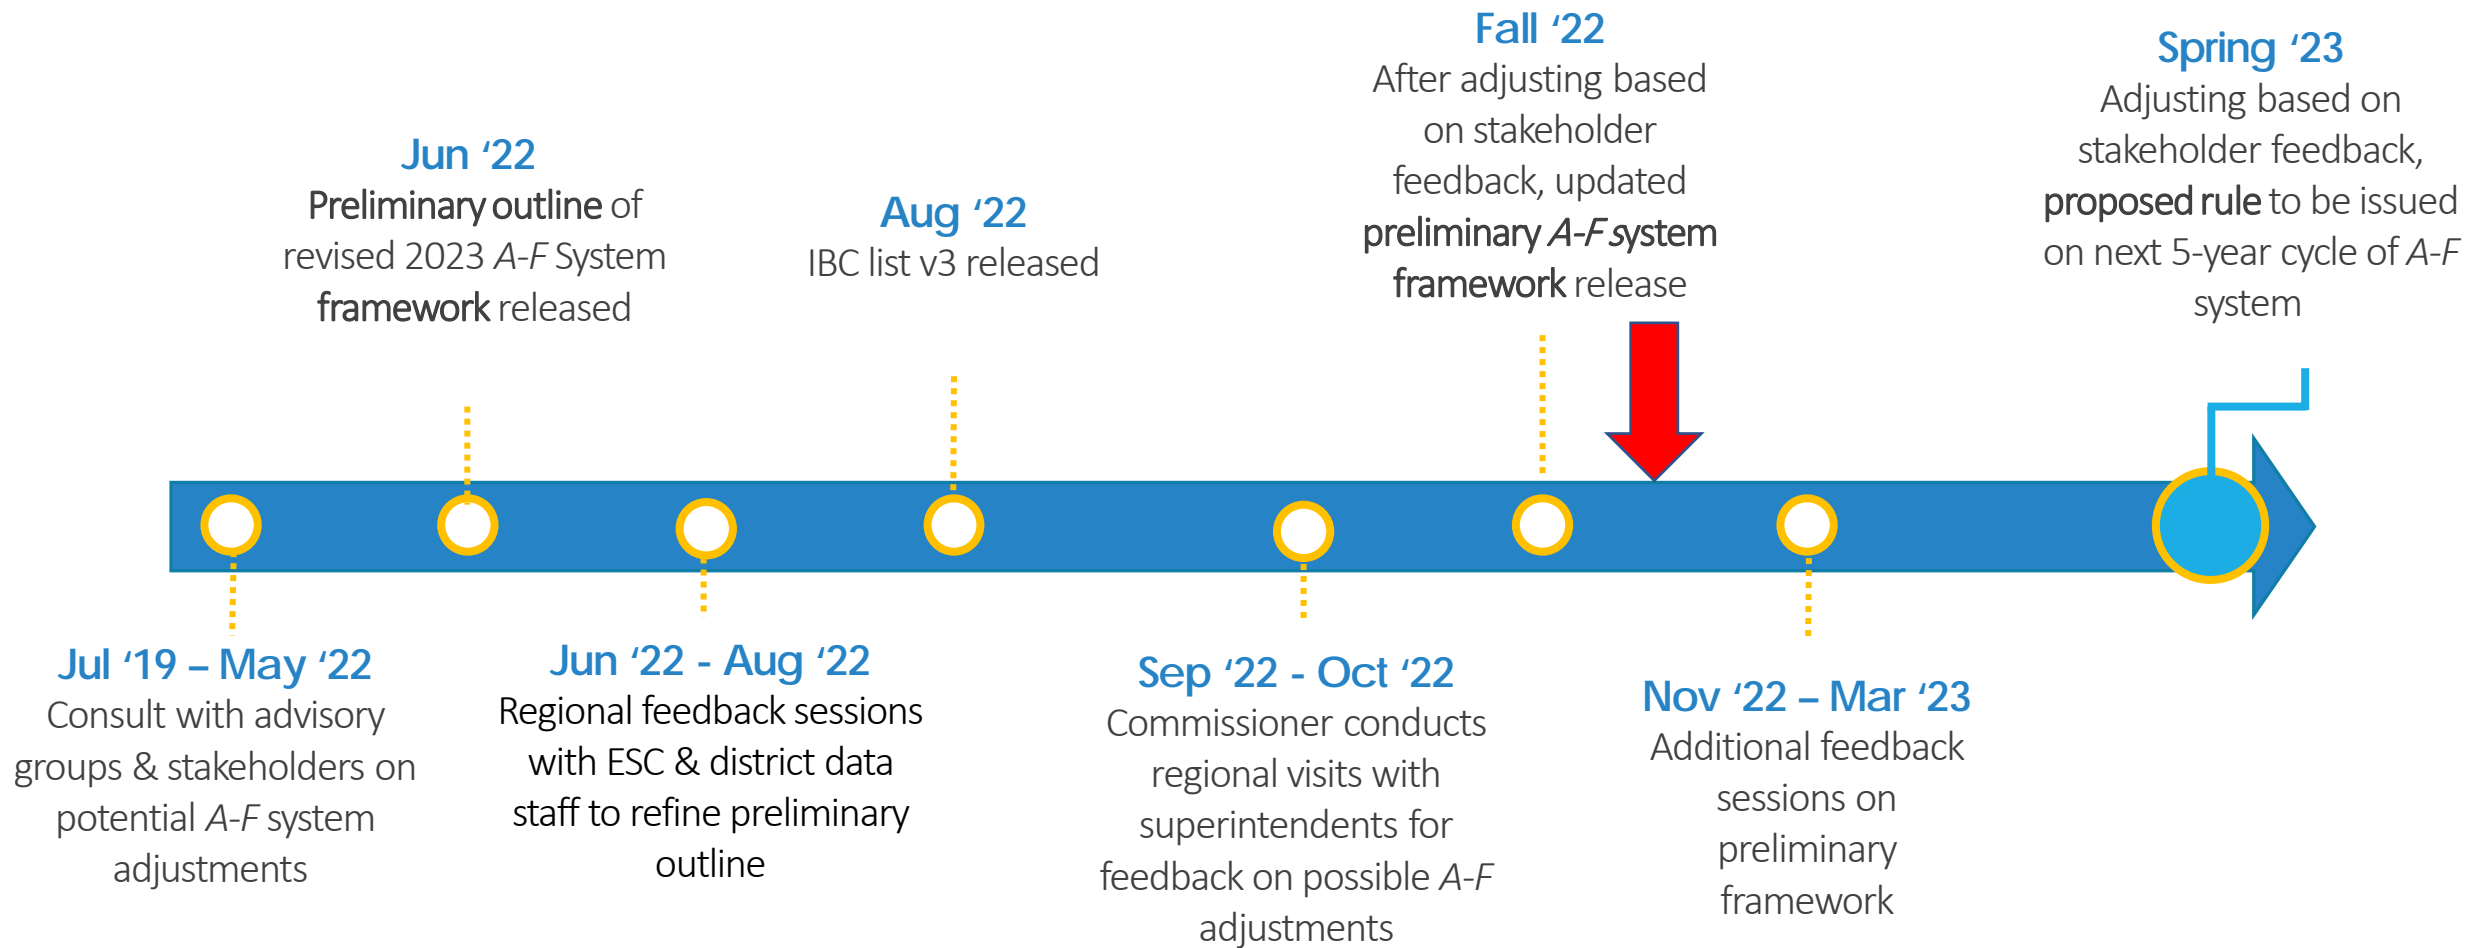 Fall ‘22
After adjusting based
on stakeholder
feedback, updated
preliminary A-F system
framework release
Spring ‘23
Adjusting based on
stakeholder feedback,
proposed rule to be issued
on next 5-year cycle of A-F
system
Jun ‘22
Preliminary outline of
revised 2023 A-F System
framework released
Aug ‘22
IBC list v3 released
Jul ‘19 – May ‘22
Consult with advisory
groups & stakeholders on
potential A-F system
adjustments
Jun ‘22 - Aug ‘22
Regional feedback sessions
with ESC & district data
staff to refine preliminary
outline
Sep ‘22 - Oct ‘22
Commissioner conducts
regional visits with
superintendents for
feedback on possible A-F
adjustments
Nov ‘22 – Mar ‘23
Additional feedback
sessions on
preliminary
framework